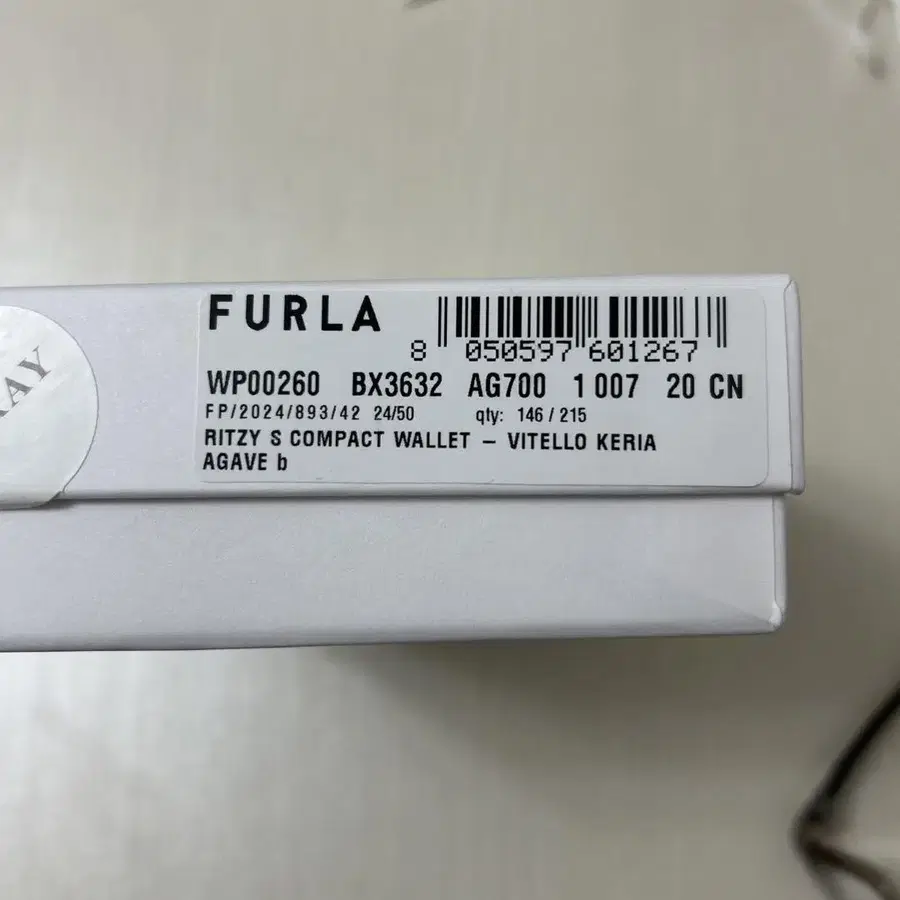 FURLA
8 050597 601267
WP00260 BX3632 AG700 1 007 20 CN
FP/2024/893/42 24/50 qty: 146 / 215
RITZY S COMPACT WALLET – VITELLO KERIA
AGAVE b